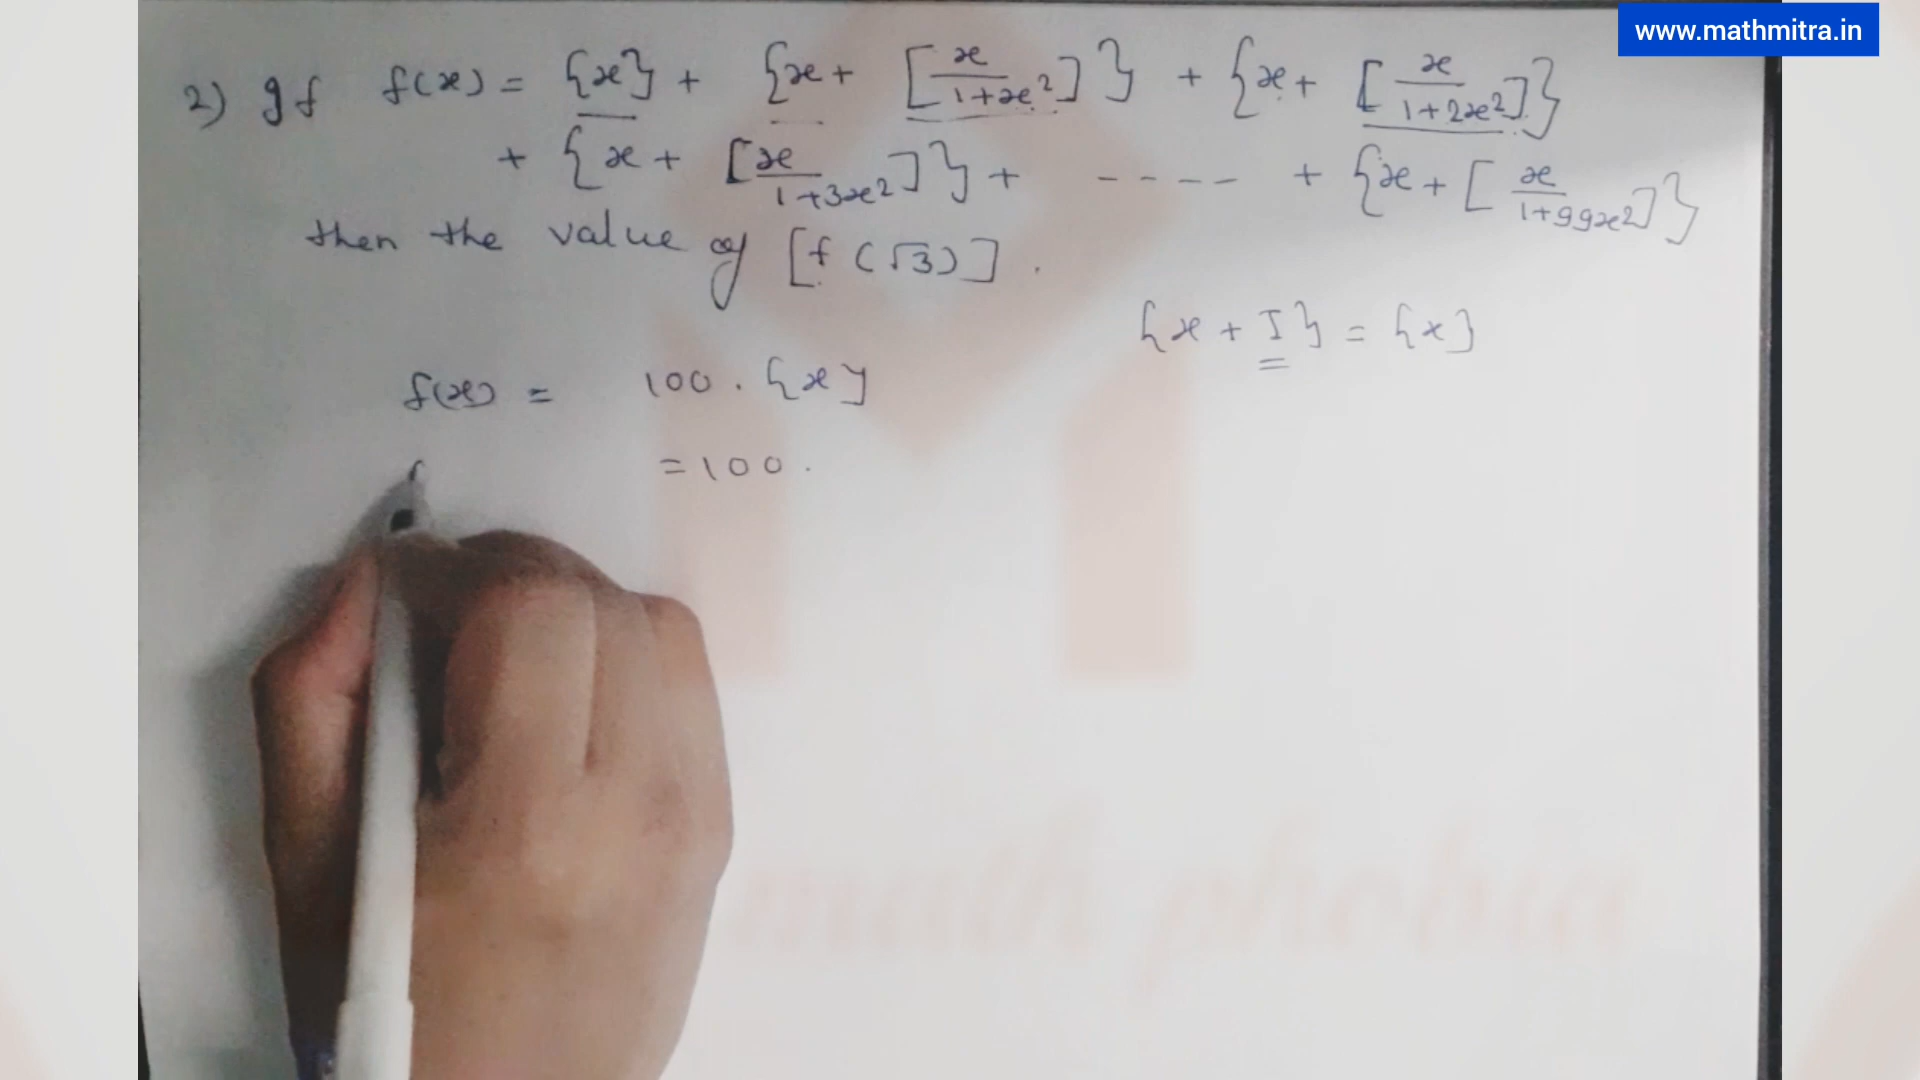 www.mathmitra.in
2) If f(x) = {x} + {x + [x/(1+x²)]} + {x + [x/(1+2x²)]}
+ {x + [x/(1+3x²)]} + ---- + {x + [x/(1+99x²)]}
then the value of [f(√3)].
{x + I} = {x}
f(x) = 100 . {x}
= 100 .